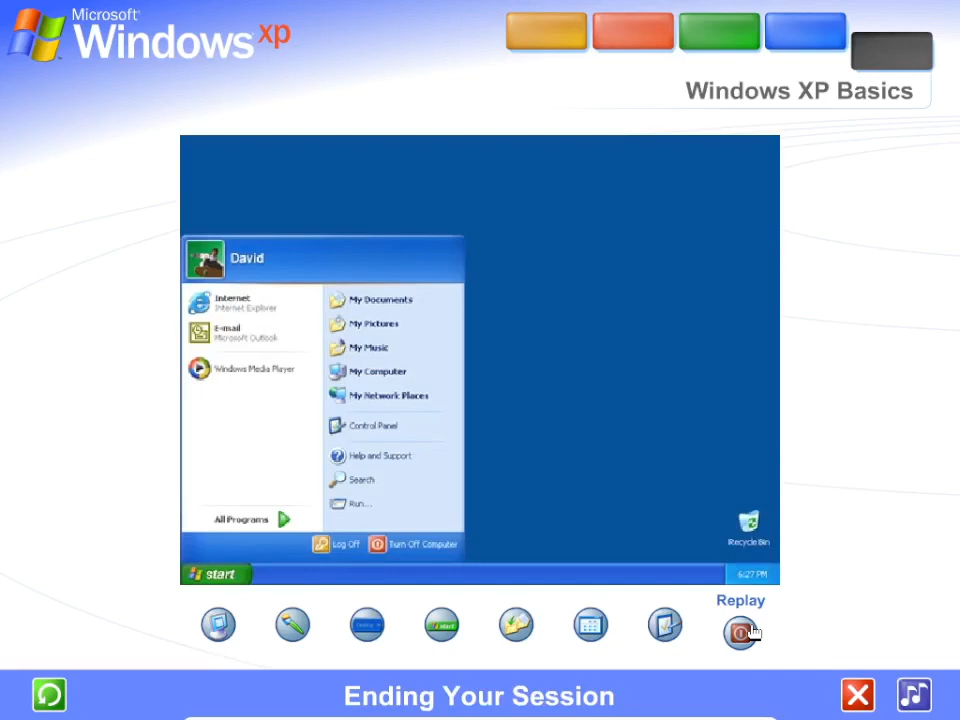 Microsoft®
Windows xp
Windows XP Basics
David
Internet
Internet Explorer
E-mail
Microsoft Outlook
Windows Media Player
All Programs
My Documents
My Pictures
My Music
My Computer
My Network Places
Control Panel
Help and Support
Search
Run...
Log Off
Turn Off Computer
Recycle Bin
start
6:27 PM
Replay
start
Ending Your Session